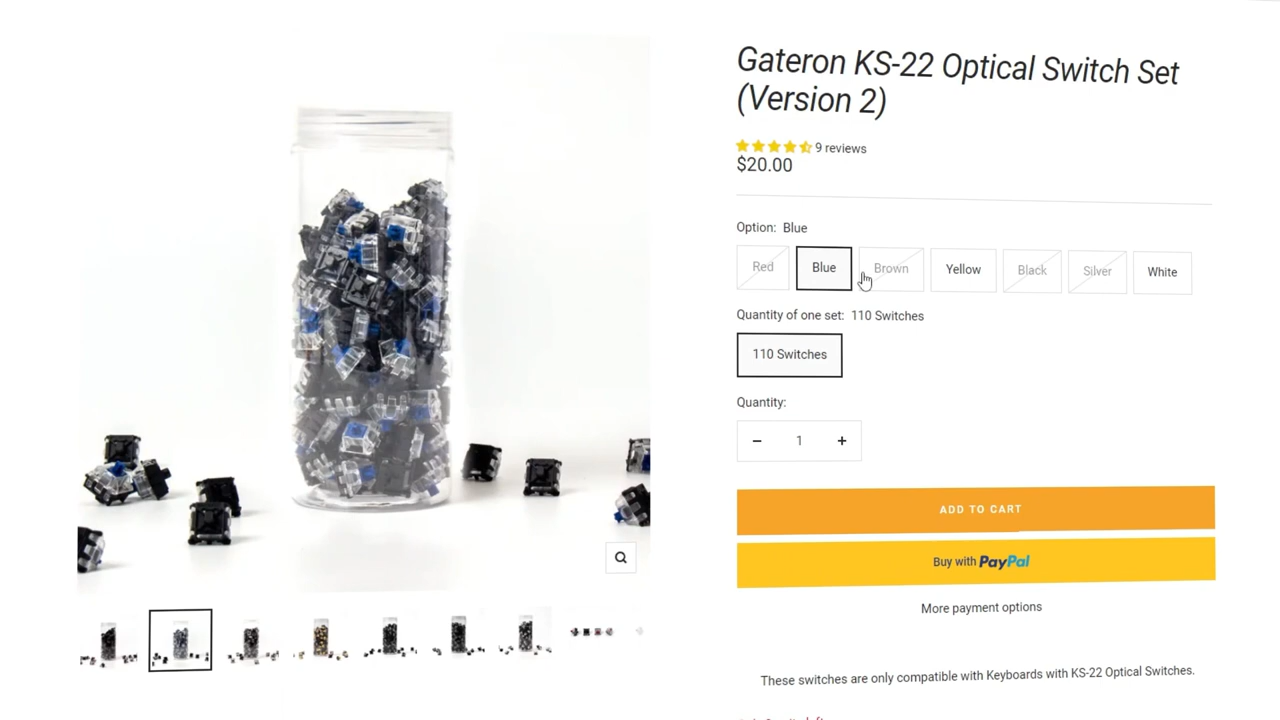 Gateron KS-22 Optical Switch Set
(Version 2)
9 reviews
$20.00
Option: Blue
Red Blue Brown Yellow Black Silver White
Quantity of one set: 110 Switches
110 Switches
Quantity:
− 1 +
ADD TO CART
Buy with PayPal
More payment options
These switches are only compatible with Keyboards with KS-22 Optical Switches.